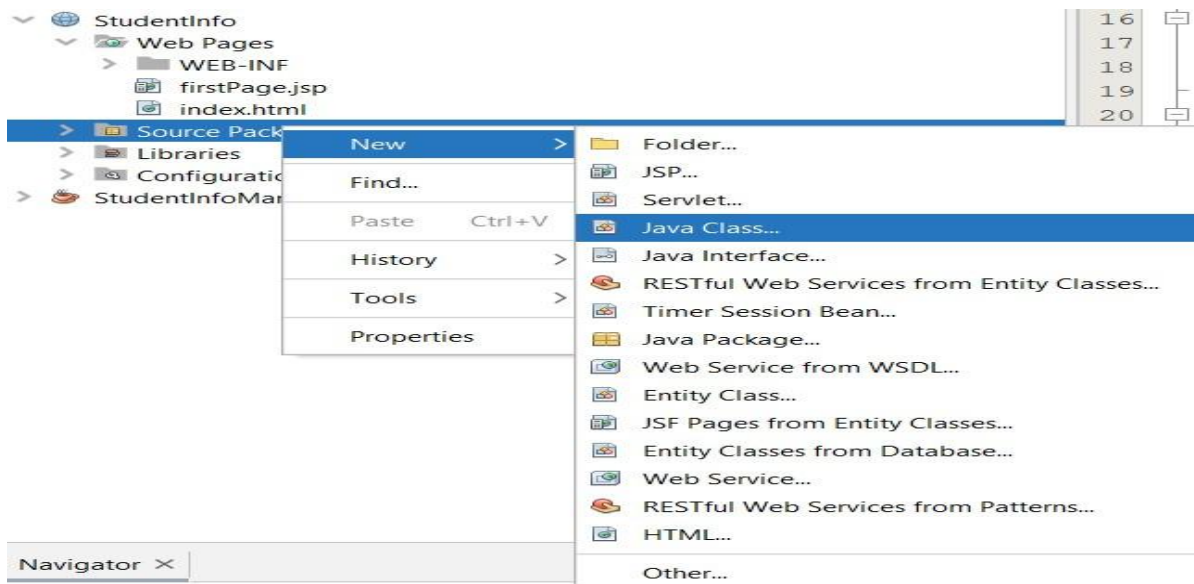 StudentInfo
Web Pages
WEB-INF
firstPage.jsp
index.html
Source Pack
Libraries
Configuratic
StudentInfoMar
16
17
18
19
20
New >
Find...
Paste Ctrl+V
History >
Tools >
Properties
Folder...
JSP...
Servlet...
Java Class...
Java Interface...
RESTful Web Services from Entity Classes...
Timer Session Bean...
Java Package...
Web Service from WSDL...
Entity Class...
JSF Pages from Entity Classes...
Entity Classes from Database...
Web Service...
RESTful Web Services from Patterns...
HTML...
Other...
Navigator ×